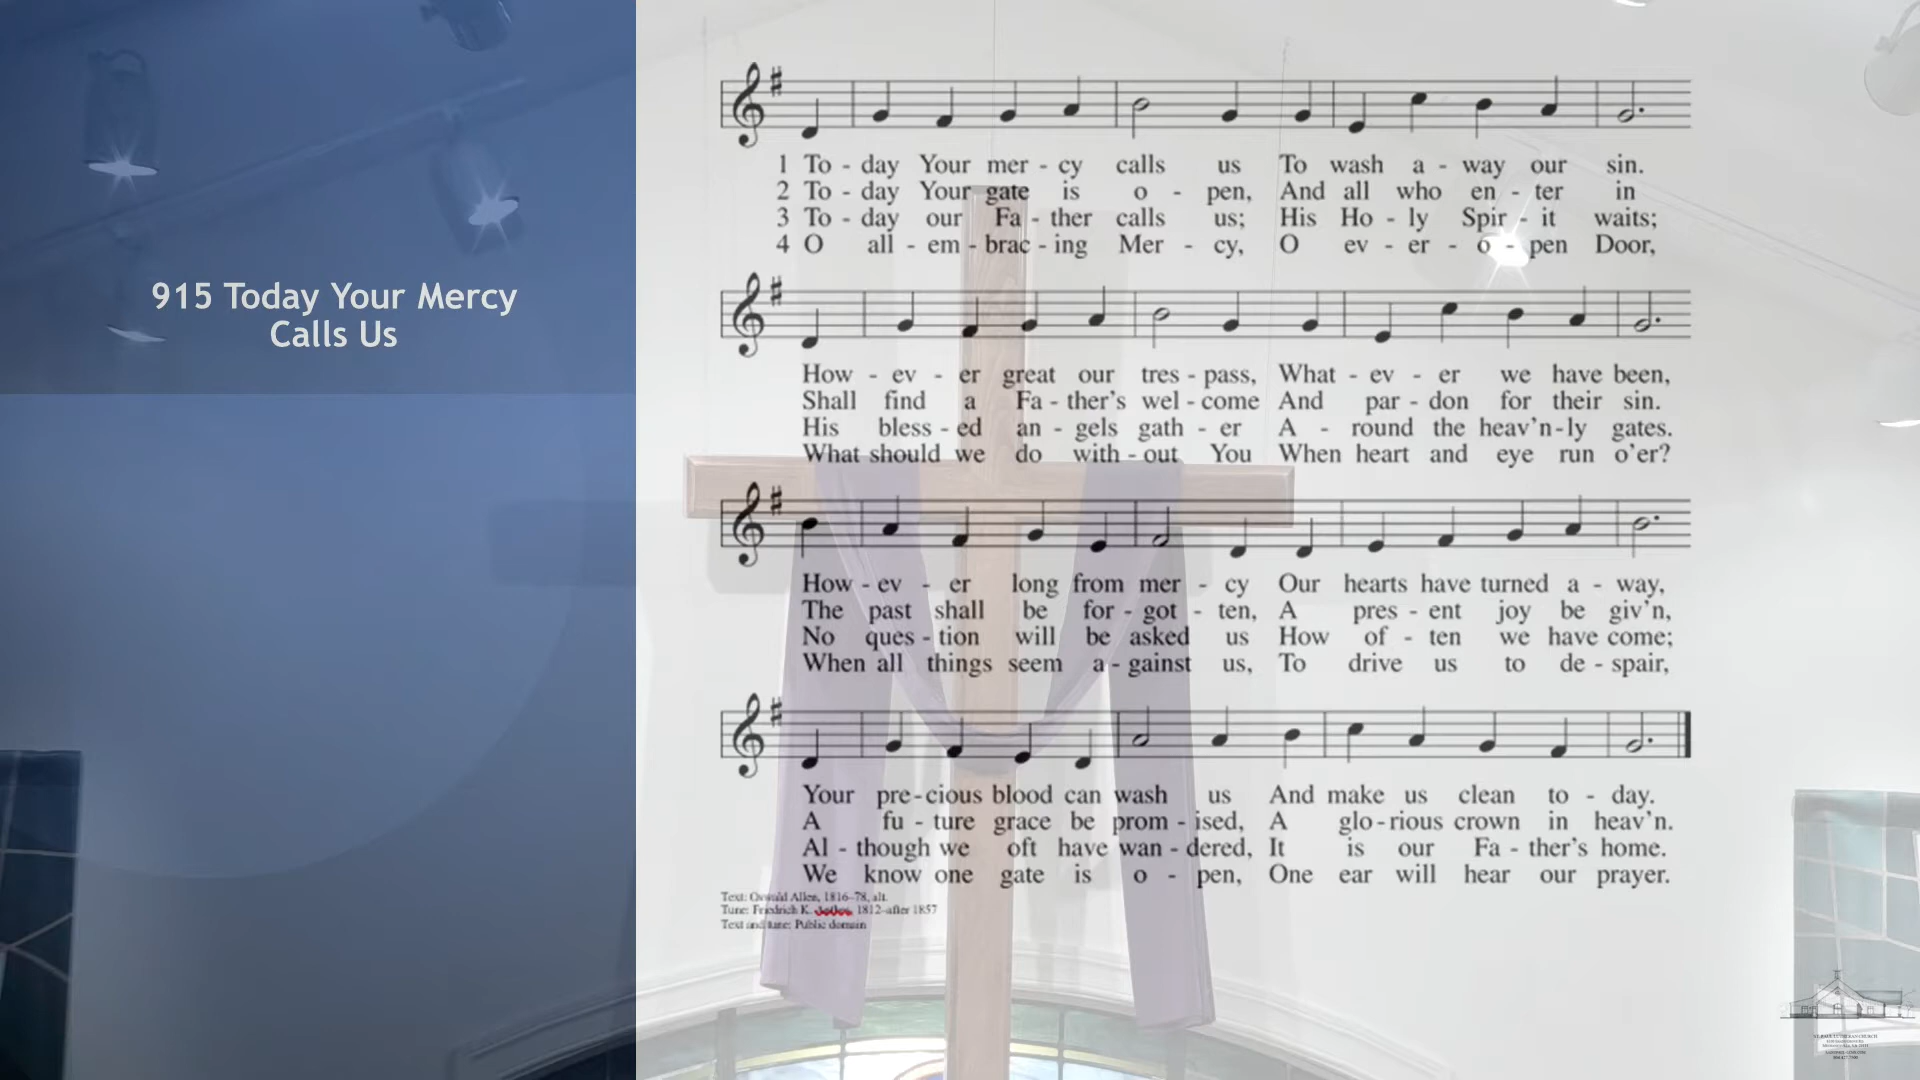 915 Today Your Mercy
Calls Us
1 To - day Your mer - cy calls us To wash a - way our sin.
2 To - day Your gate is o - pen, And all who en - ter in
3 To - day our Fa - ther calls us; His Ho - ly Spir - it waits;
4 O all - em - brac - ing Mer - cy, O ev - er - o - pen Door,
How - ev - er great our tres - pass, What - ev - er we have been,
Shall find a Fa - ther's wel - come And par - don for their sin.
His bless - ed an - gels gath - er A - round the heav'n - ly gates.
What should we do with - out You When heart and eye run o'er?
How - ev - er long from mer - cy Our hearts have turned a - way,
The past shall be for - got - ten, A pres - ent joy be giv'n,
No ques - tion will be asked us How of - ten we have come;
When all things seem a - gainst us, To drive us to de - spair,
Your pre - cious blood can wash us And make us clean to - day.
A fu - ture grace be prom - ised, A glo - rious crown in heav'n.
Al - though we oft have wan - dered, It is our Fa - ther's home.
We know one gate is o - pen, One ear will hear our prayer.
Text: Oswald Allen, 1816–78, alt.
Tune: Friedrich K. 1812–after 1857
Text and tune: Public domain